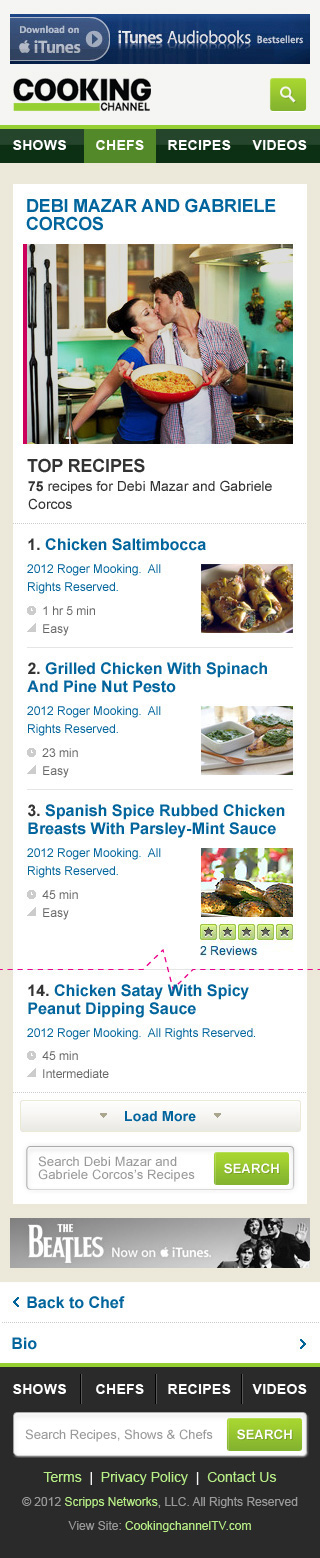 Download on
iTunes
iTunes Audiobooks Bestsellers
COOKING
CHANNEL
SHOWS CHEFS RECIPES VIDEOS
DEBI MAZAR AND GABRIELE
CORCOS
TOP RECIPES
75 recipes for Debi Mazar and Gabriele
Corcos
1. Chicken Saltimbocca
2012 Roger Mooking. All
Rights Reserved.
1 hr 5 min
Easy
2. Grilled Chicken With Spinach
And Pine Nut Pesto
2012 Roger Mooking. All
Rights Reserved.
23 min
Easy
3. Spanish Spice Rubbed Chicken
Breasts With Parsley-Mint Sauce
2012 Roger Mooking. All
Rights Reserved.
45 min
Easy
2 Reviews
14. Chicken Satay With Spicy
Peanut Dipping Sauce
2012 Roger Mooking. All Rights Reserved.
45 min
Intermediate
Load More
Search Debi Mazar and
Gabriele Corcos's Recipes
SEARCH
THE
BEATLES Now on iTunes.
Back to Chef
Bio
SHOWS CHEFS RECIPES VIDEOS
Search Recipes, Shows & Chefs SEARCH
Terms | Privacy Policy | Contact Us
© 2012 Scripps Networks, LLC. All Rights Reserved
View Site: CookingchannelTV.com